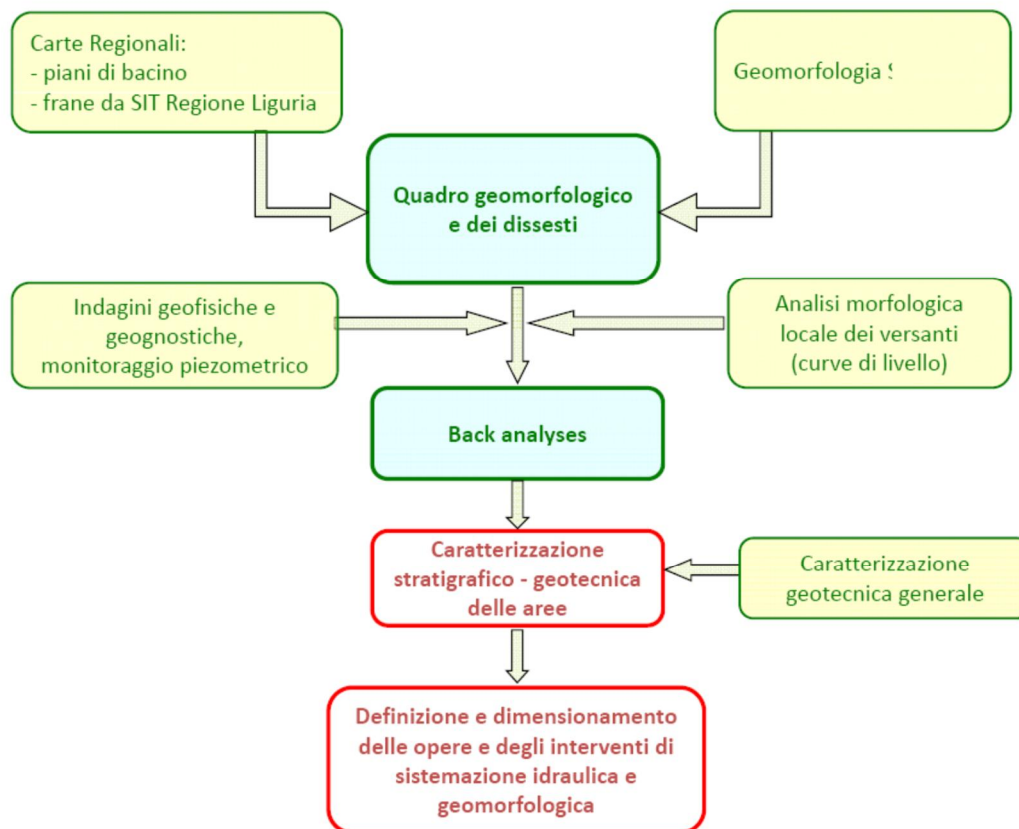 Carte Regionali:
- piani di bacino
- frane da SIT Regione Liguria
Geomorfologia
Quadro geomorfologico
e dei dissesti
Indagini geofisiche e
geognostiche,
monitoraggio piezometrico
Analisi morfologica
locale dei versanti
(curve di livello)
Back analyses
Caratterizzazione
stratigrafico - geotecnica
delle aree
Caratterizzazione
geotecnica generale
Definizione e dimensionamento
delle opere e degli interventi di
sistemazione idraulica e
geomorfologica